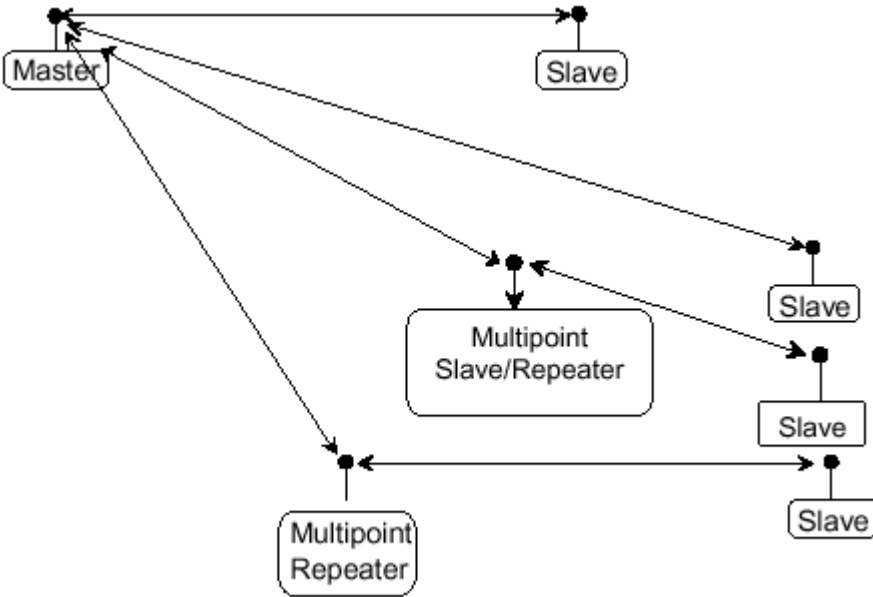 Master
Slave
Slave
Multipoint
Slave/Repeater
Slave
Slave
Multipoint
Repeater